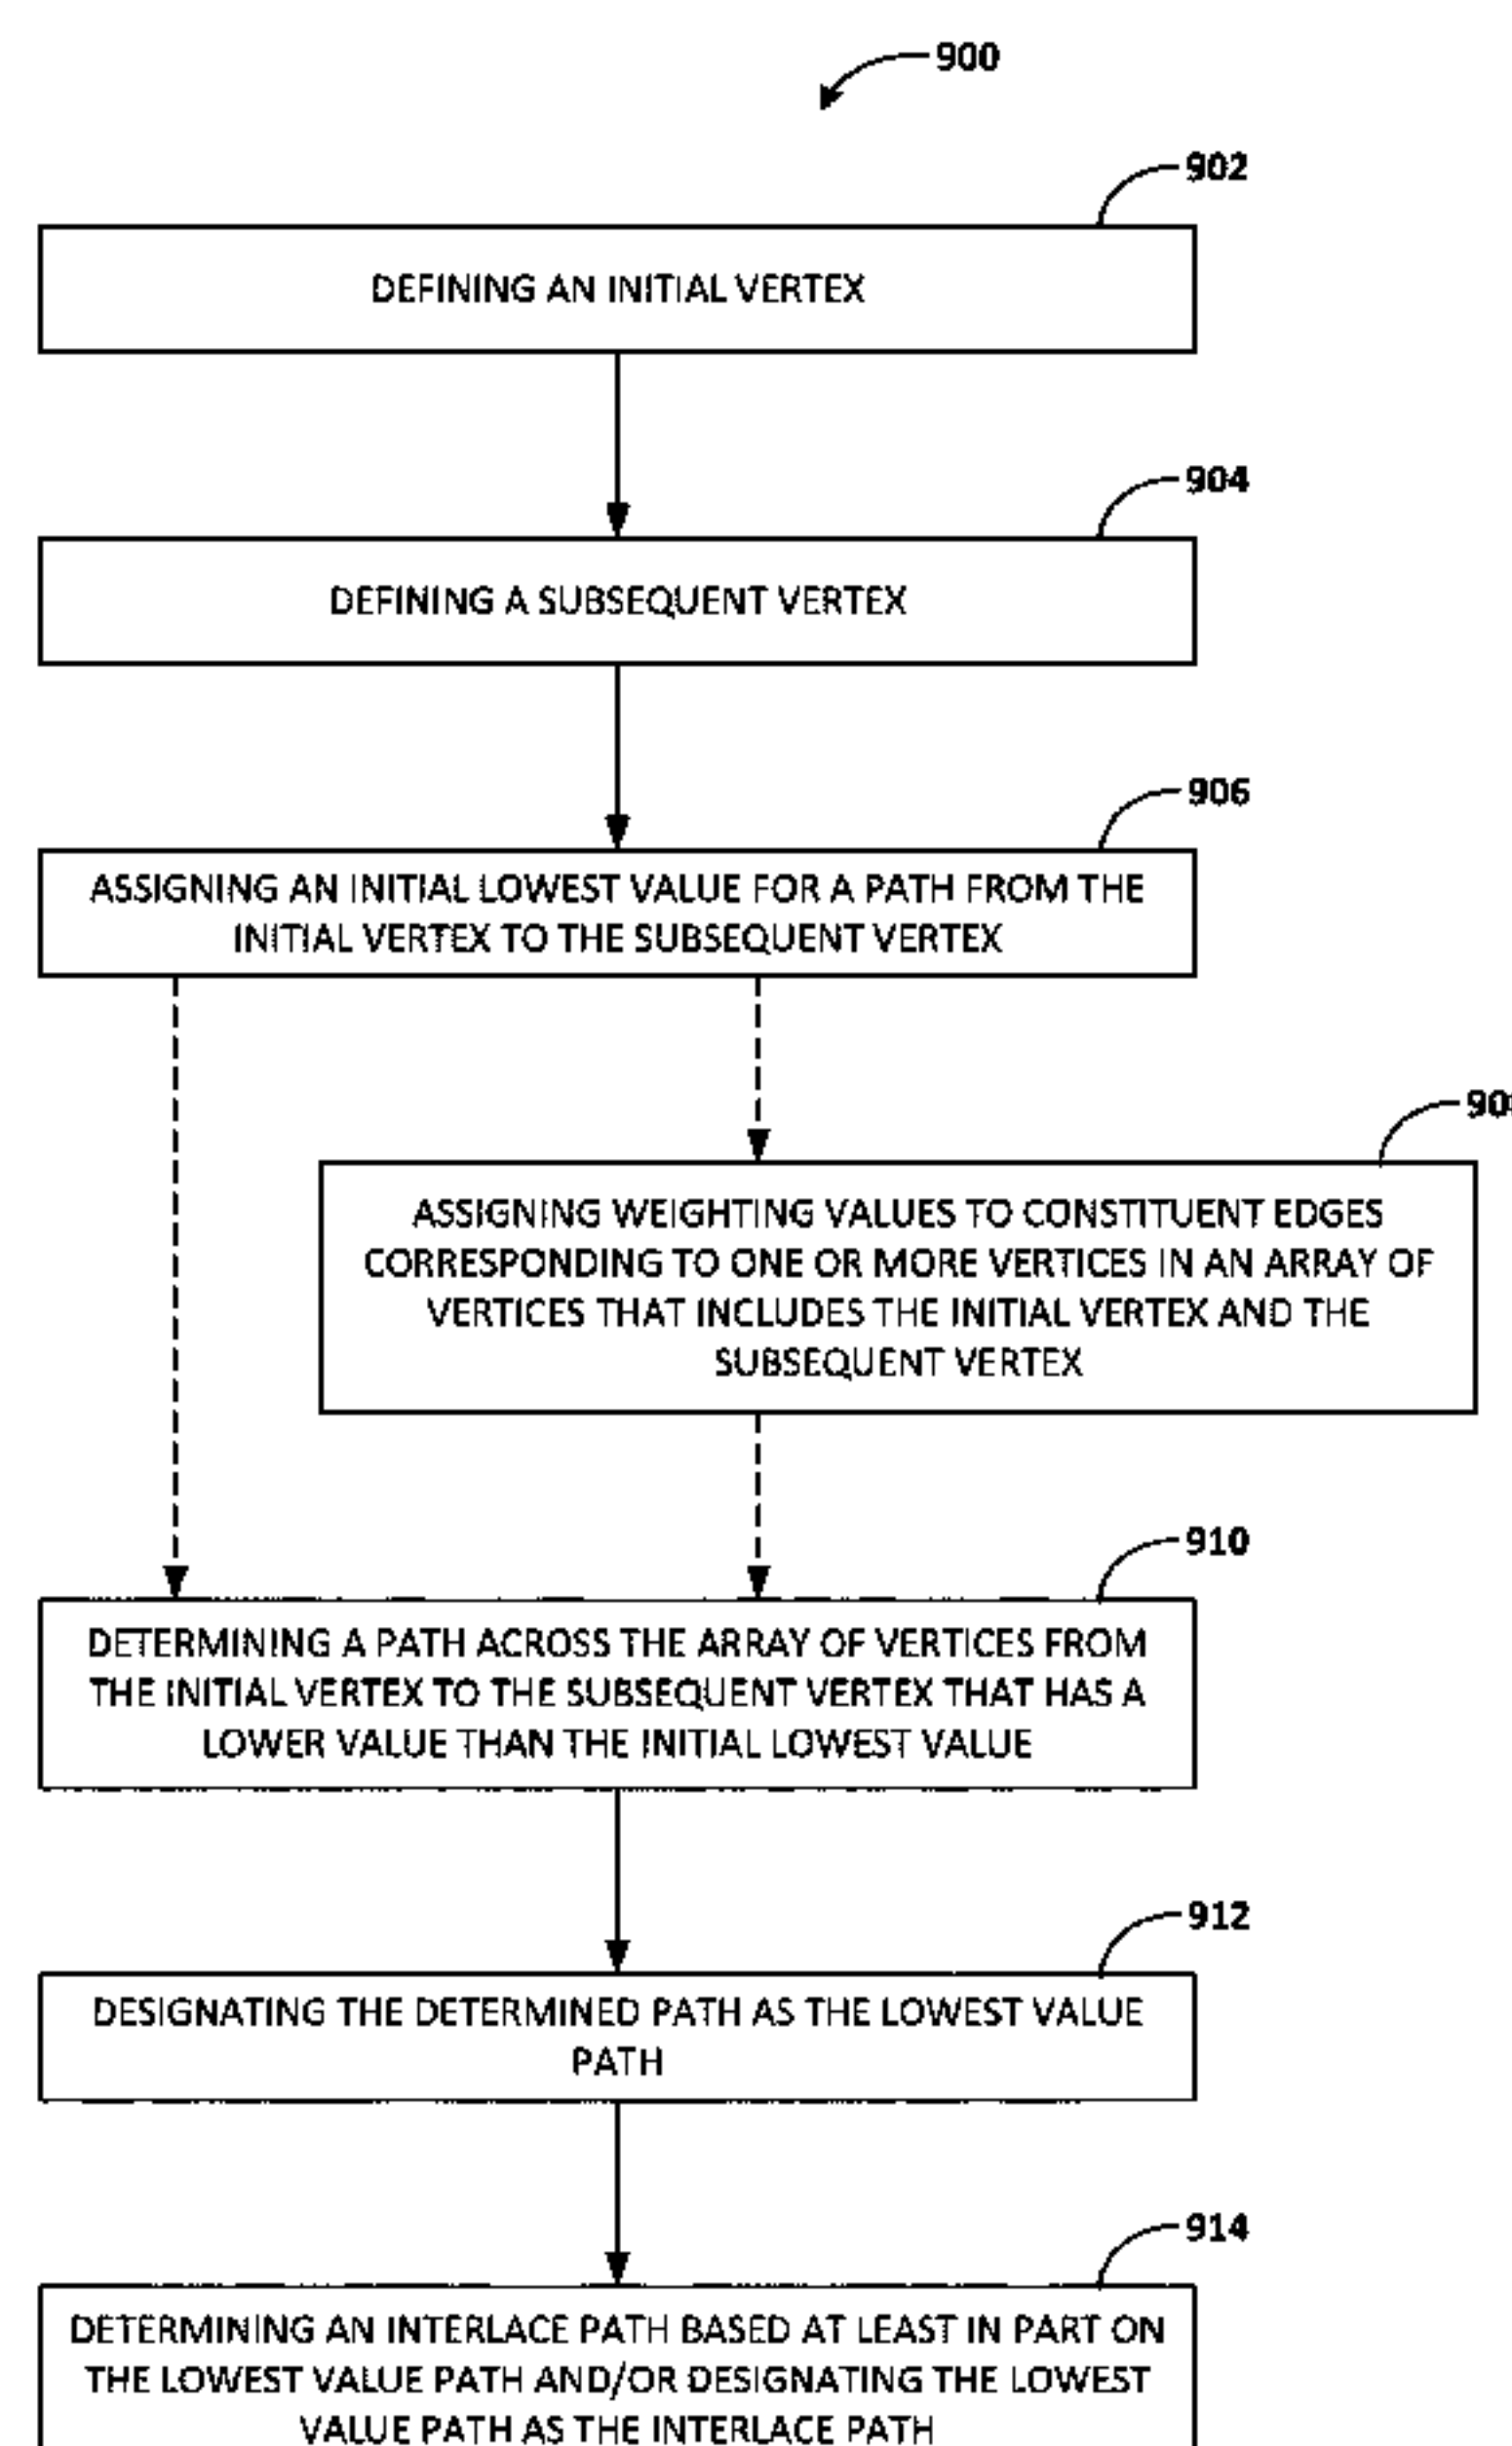 900
902
DEFINING AN INITIAL VERTEX
904
DEFINING A SUBSEQUENT VERTEX
906
ASSIGNING AN INITIAL LOWEST VALUE FOR A PATH FROM THE
INITIAL VERTEX TO THE SUBSEQUENT VERTEX
ASSIGNING WEIGHTING VALUES TO CONSTITUENT EDGES
CORRESPONDING TO ONE OR MORE VERTICES IN AN ARRAY OF
VERTICES THAT INCLUDES THE INITIAL VERTEX AND THE
SUBSEQUENT VERTEX
910
DETERMINING A PATH ACROSS THE ARRAY OF VERTICES FROM
THE INITIAL VERTEX TO THE SUBSEQUENT VERTEX THAT HAS A
LOWER VALUE THAN THE INITIAL LOWEST VALUE
912
DESIGNATING THE DETERMINED PATH AS THE LOWEST VALUE
PATH
914
DETERMINING AN INTERLACE PATH BASED AT LEAST IN PART ON
THE LOWEST VALUE PATH AND/OR DESIGNATING THE LOWEST
VALUE PATH AS THE INTERLACE PATH